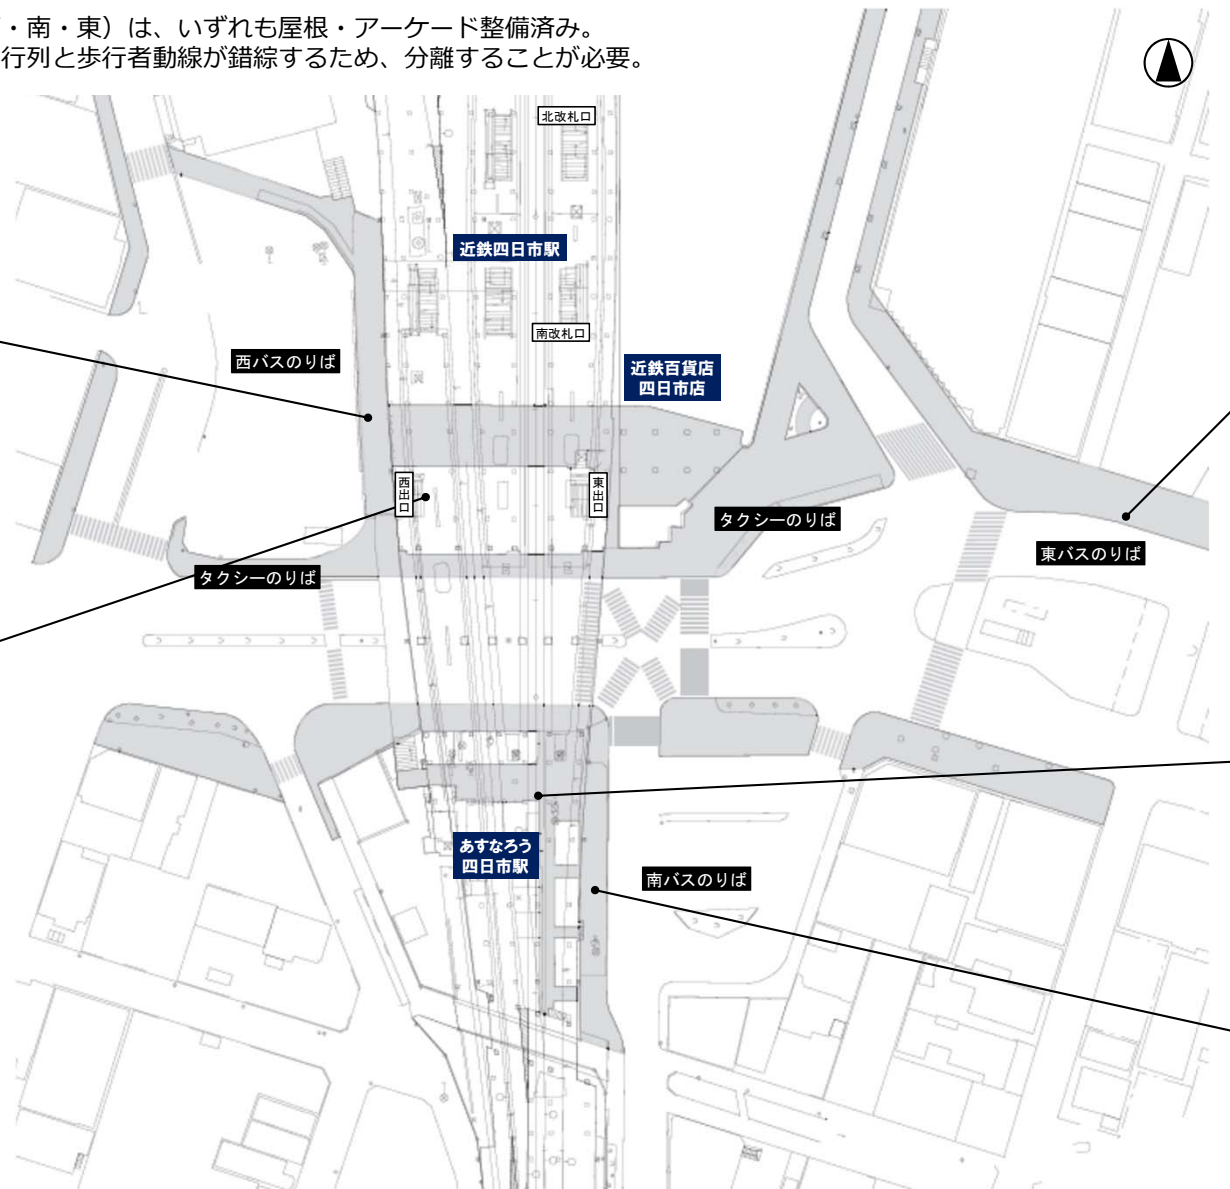 ・南・東）は、いずれも屋根・アーケード整備済み。
行列と歩行者動線が錯綜するため、分離することが必要。
北改札口
近鉄四日市駅
南改札口
西バスのりば
近鉄百貨店
四日市店
西出口
東出口
タクシーのりば
東バスのりば
タクシーのりば
あすなろう
四日市駅
南バスのりば